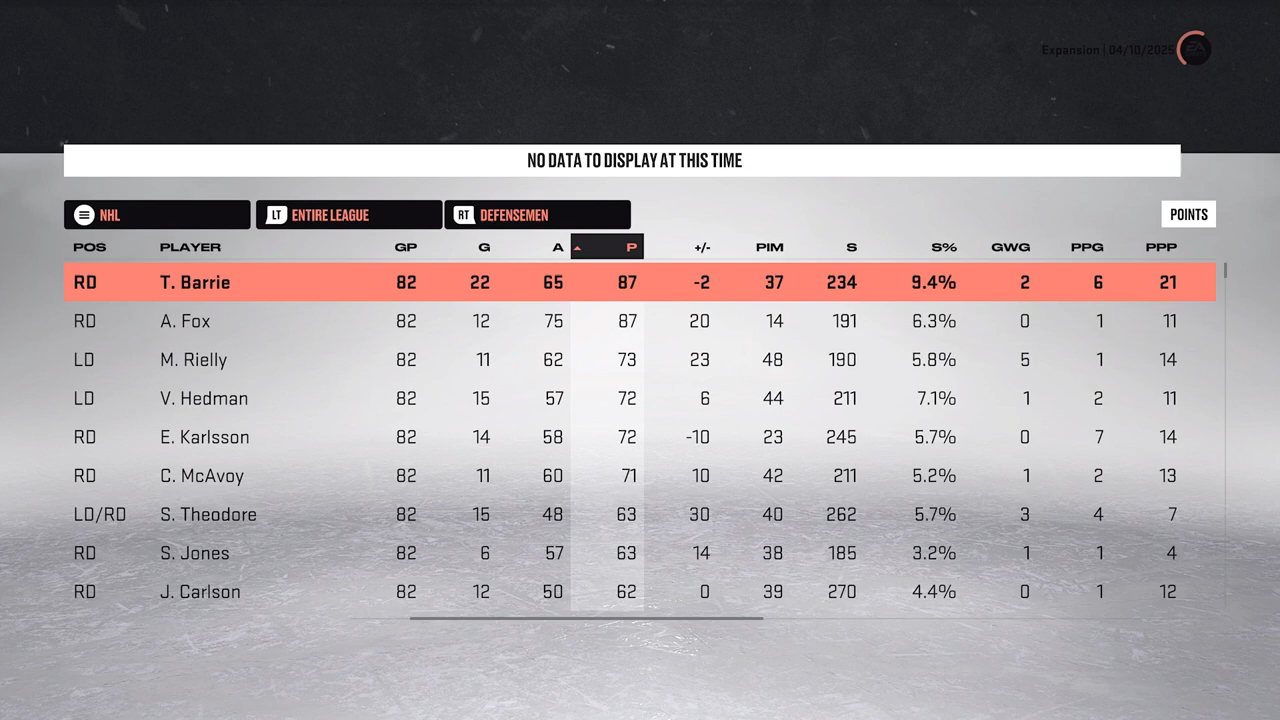 Expansion | 04/10/2025
EA
NO DATA TO DISPLAY AT THIS TIME
NHL LT ENTIRE LEAGUE RT DEFENSEMEN POINTS
POS PLAYER GP G A P +/- PIM S S% GWG PPG PPP
RD T. Barrie 82 22 65 87 -2 37 234 9.4% 2 6 21
RD A. Fox 82 12 75 87 20 14 191 6.3% 0 1 11
LD M. Rielly 82 11 62 73 23 48 190 5.8% 5 1 14
LD V. Hedman 82 15 57 72 6 44 211 7.1% 1 2 11
RD E. Karlsson 82 14 58 72 -10 23 245 5.7% 0 7 14
RD C. McAvoy 82 11 60 71 10 42 211 5.2% 1 2 13
LD/RD S. Theodore 82 15 48 63 30 40 262 5.7% 3 4 7
RD S. Jones 82 6 57 63 14 38 185 3.2% 1 1 4
RD J. Carlson 82 12 50 62 0 39 270 4.4% 0 1 12